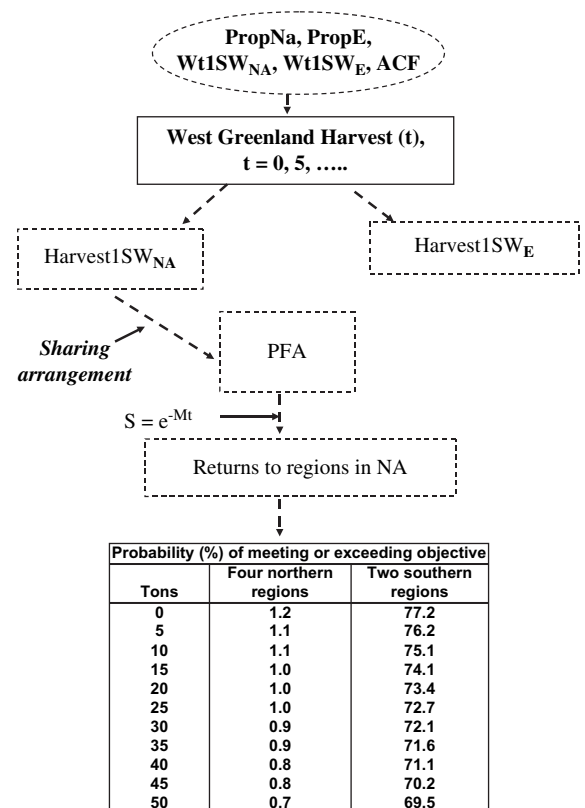 PropNa, PropE,
Wt1SW_NA, Wt1SW_E, ACF
West Greenland Harvest (t),
t = 0, 5, …..
Harvest1SW_NA
Harvest1SW_E
Sharing
arrangement
PFA
S = e^-Mt
Returns to regions in NA
Probability (%) of meeting or exceeding objective
Tons Four northern regions Two southern regions
0 1.2 77.2
5 1.1 76.2
10 1.1 75.1
15 1.0 74.1
20 1.0 73.4
25 1.0 72.7
30 0.9 72.1
35 0.9 71.6
40 0.8 71.1
45 0.8 70.2
50 0.7 69.5